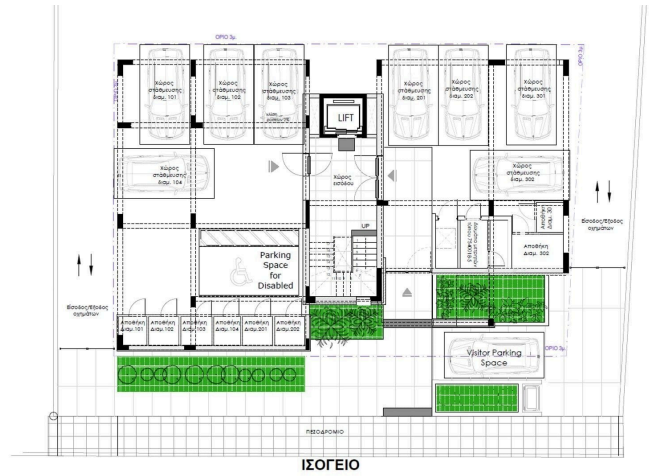 ΟΡΙΟ 3μ
ΟΡΙΟ 3μ
Χώρος
στάθμευσης
διαμ. 101
Χώρος
στάθμευσης
διαμ. 102
Χώρος
στάθμευσης
διαμ. 103
LIFT
Χώρος
στάθμευσης
διαμ. 201
Χώρος
στάθμευσης
διαμ. 202
Χώρος
στάθμευσης
διαμ. 301
Χώρος
στάθμευσης
διαμ. 104
Χώρος
εισόδου
Χώρος
στάθμευσης
διαμ. 302
UP
Parking
Space
for
Disabled
Αποθήκη
Διαμ. 302
Είσοδος/Έξοδος
οχημάτων
Είσοδος/Έξοδος
οχημάτων
Αποθήκη
Διαμ.101
Αποθήκη
Διαμ.102
Αποθήκη
Διαμ.103
Αποθήκη
Διαμ.104
Αποθήκη
Διαμ.201
Αποθήκη
Διαμ.202
Visitor Parking
Space
ΟΡΙΟ 3μ
ΠΕΖΟΔΡΟΜΙΟ
ΙΣΟΓΕΙΟ